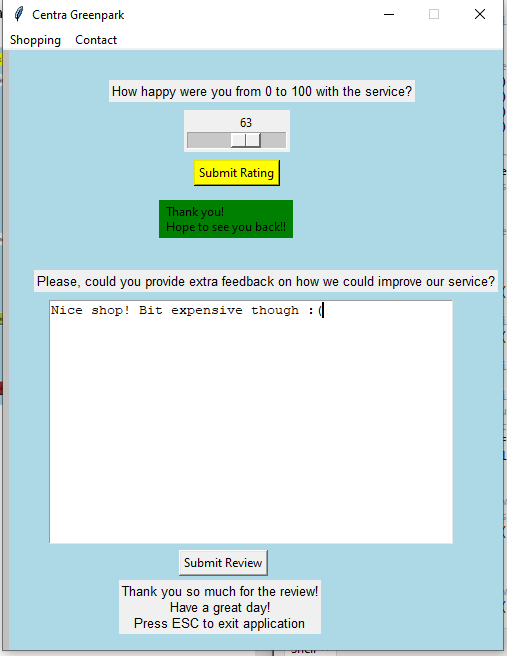 Centra Greenpark
Shopping Contact
How happy were you from 0 to 100 with the service?
63
Submit Rating
Thank you!
Hope to see you back!!
Please, could you provide extra feedback on how we could improve our service?
Nice shop! Bit expensive though :(
Submit Review
Thank you so much for the review!
Have a great day!
Press ESC to exit application